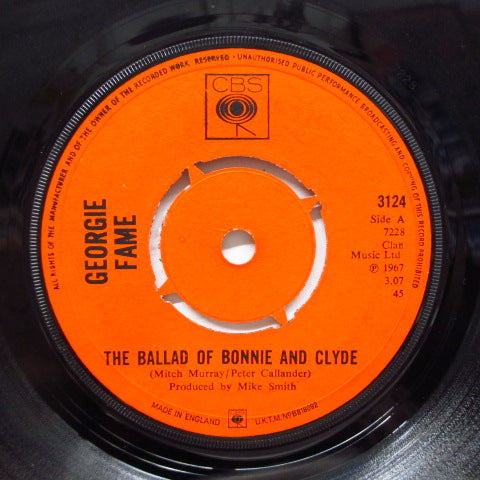 ALL RIGHTS OF THE MANUFACTURER AND OF THE OWNER OF THE RECORDED WORK RESERVED - UNAUTHORISED PUBLIC PERFORMANCE BROADCASTING AND COPYING OF THIS RECORD PROHIBITED
CBS
GEORGIE
FAME
3124
Side A
7228
Clan
Music Ltd
℗ 1967
3.07
45
THE BALLAD OF BONNIE AND CLYDE
(Mitch Murray/Peter Callander)
Produced by Mike Smith
MADE IN ENGLAND
U.K.T.M. Nº BB18092